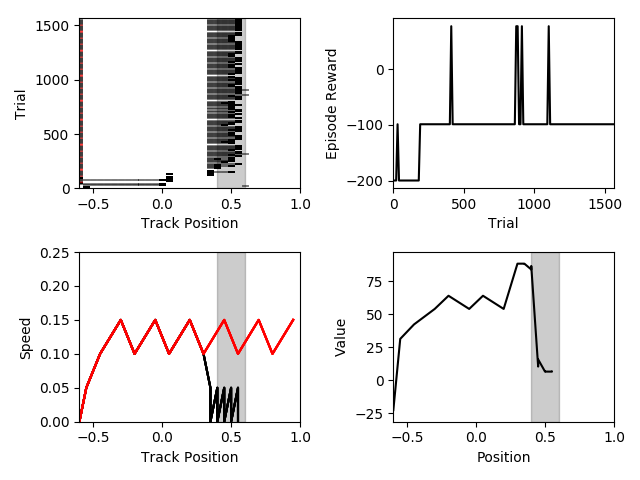 1500
1000
500
0
Trial
−0.5 0.0 0.5 1.0
Track Position
0
−100
−200
Episode Reward
0 500 1000 1500
Trial
0.25
0.20
0.15
0.10
0.05
0.00
Speed
−0.5 0.0 0.5 1.0
Track Position
75
50
25
0
−25
Value
−0.5 0.0 0.5 1.0
Position